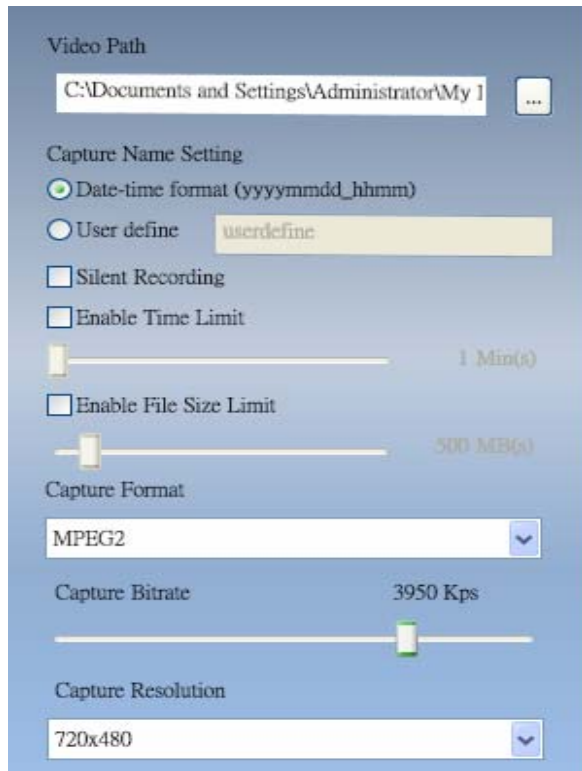 Video Path
C:\Documents and Settings\Administrator\My
...
Capture Name Setting
Date-time format (yyyymmdd_hhmm)
User define userdefine
Silent Recording
Enable Time Limit
1 Min(s)
Enable File Size Limit
500 MB(s)
Capture Format
MPEG2
Capture Bitrate 3950 Kps
Capture Resolution
720x480